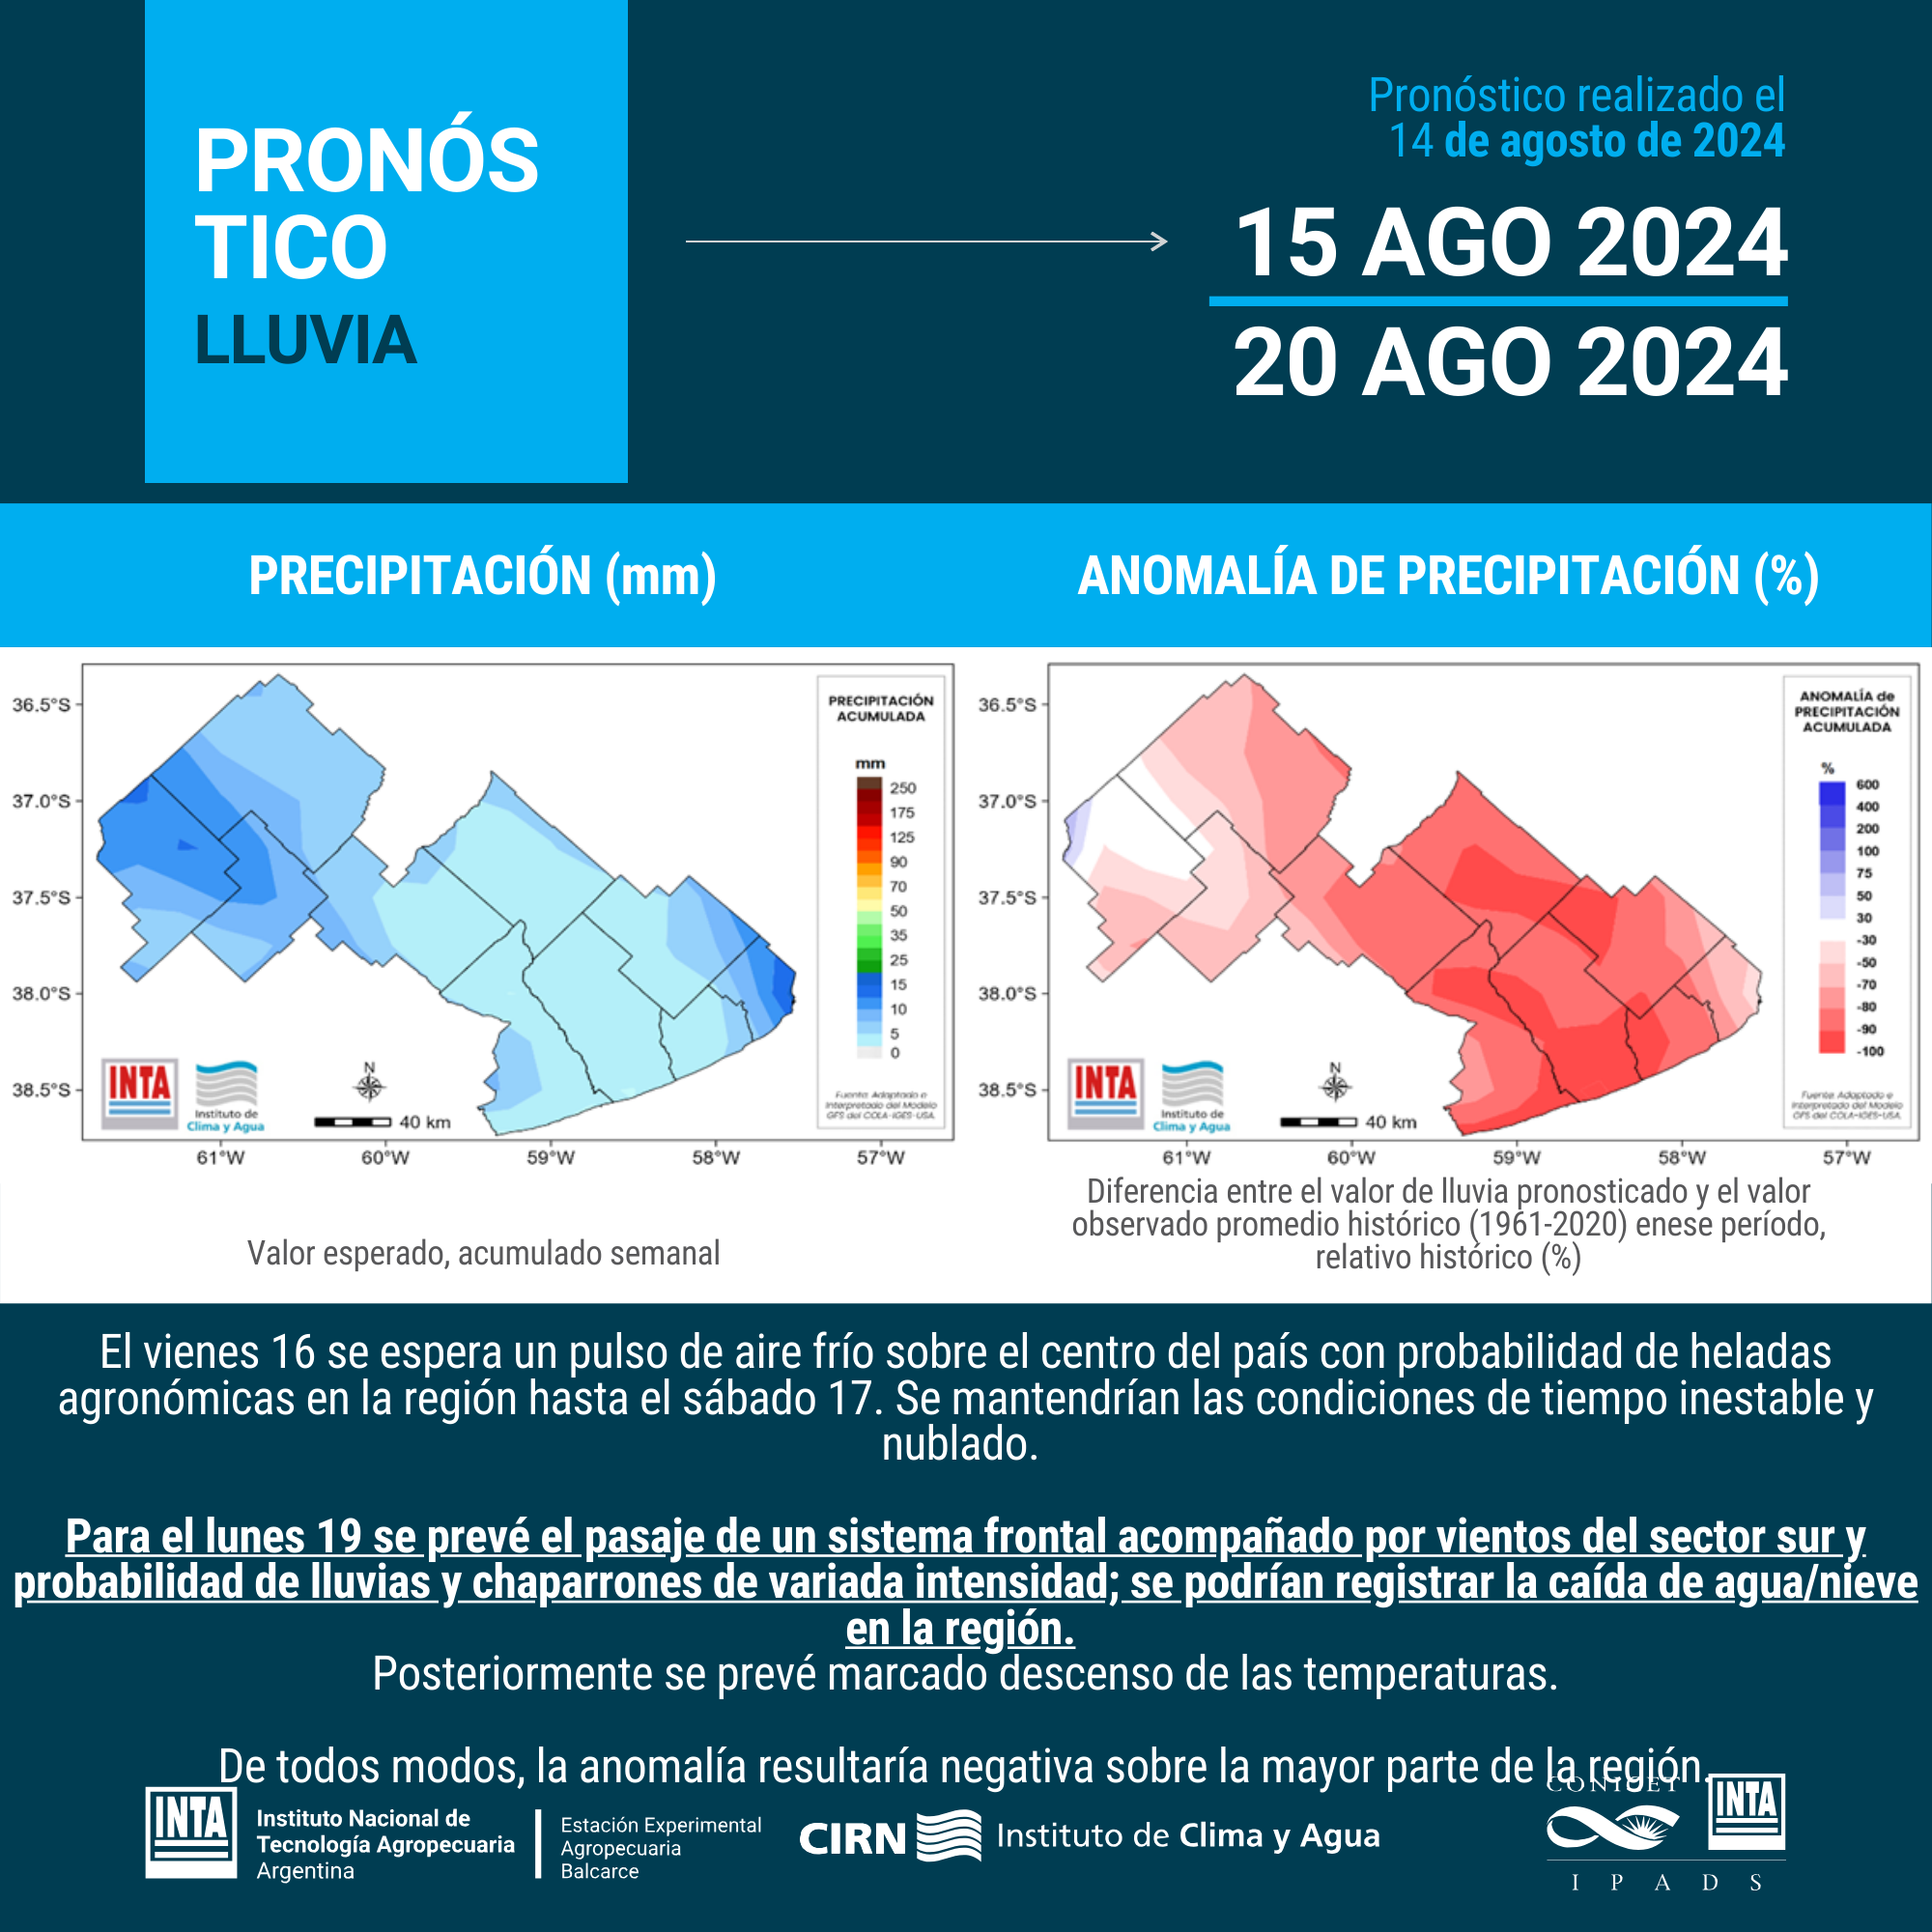 PRONÓS
TICO
LLUVIA
Pronóstico realizado el
14 de agosto de 2024
15 AGO 2024
20 AGO 2024
PRECIPITACIÓN (mm)
ANOMALÍA DE PRECIPITACIÓN (%)
36.5°S
37.0°S
37.5°S
38.0°S
38.5°S
61°W
60°W
59°W
58°W
57°W
PRECIPITACIÓN
ACUMULADA
mm
250
175
125
90
70
50
35
25
15
10
5
0
Fuente: Adaptado e
Interpretado del Modelo
GFS del COLA-IGES-USA.
INTA
Instituto de
Clima y Agua
N
40 km
36.5°S
37.0°S
37.5°S
38.0°S
38.5°S
61°W
60°W
59°W
58°W
57°W
ANOMALÍA de
PRECIPITACIÓN
ACUMULADA
%
600
400
200
100
75
50
30
-30
-50
-70
-80
-90
-100
Fuente: Adaptado e
Interpretado del Modelo
GFS del COLA-IGES-USA.
INTA
Instituto de
Clima y Agua
N
40 km
Valor esperado, acumulado semanal
Diferencia entre el valor de lluvia pronosticado y el valor
observado promedio histórico (1961-2020) enese período,
relativo histórico (%)
El vienes 16 se espera un pulso de aire frío sobre el centro del país con probabilidad de heladas
agronómicas en la región hasta el sábado 17. Se mantendrían las condiciones de tiempo inestable y
nublado.
Para el lunes 19 se prevé el pasaje de un sistema frontal acompañado por vientos del sector sur y
probabilidad de lluvias y chaparrones de variada intensidad; se podrían registrar la caída de agua/nieve
en la región.
Posteriormente se prevé marcado descenso de las temperaturas.
De todos modos, la anomalía resultaría negativa sobre la mayor parte de la región.
INTA
Instituto Nacional de
Tecnología Agropecuaria
Argentina
Estación Experimental
Agropecuaria
Balcarce
CIRN
Instituto de Clima y Agua
CONICET
INTA
I P A D S